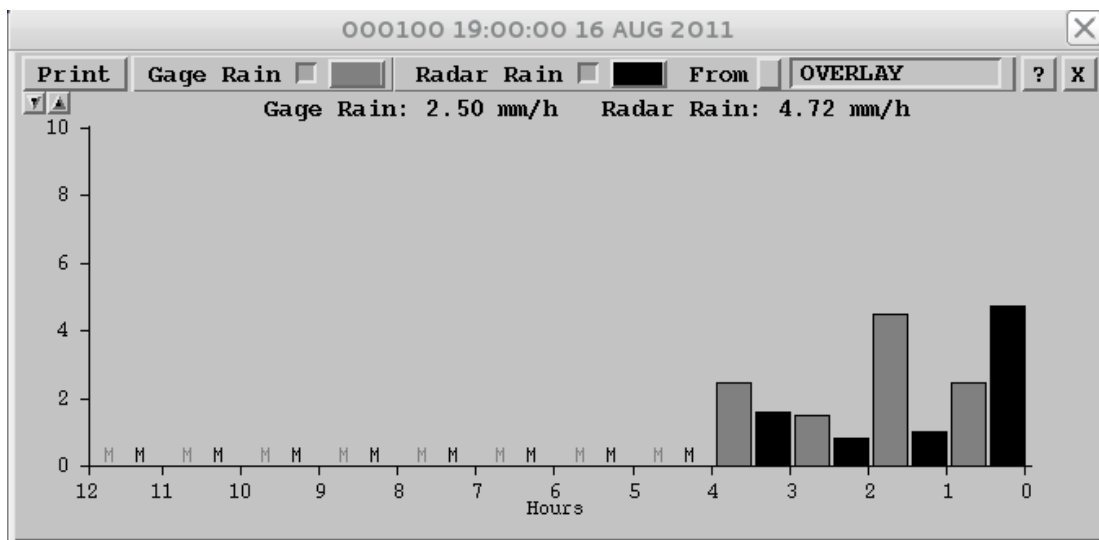 000100 19:00:00 16 AUG 2011
Print Gage Rain Radar Rain From OVERLAY ? X
Gage Rain: 2.50 mm/h Radar Rain: 4.72 mm/h
10
8
6
4
2
0
M M M M M M M M M M M M M M M M
12 11 10 9 8 7 6 5 4 3 2 1 0
Hours